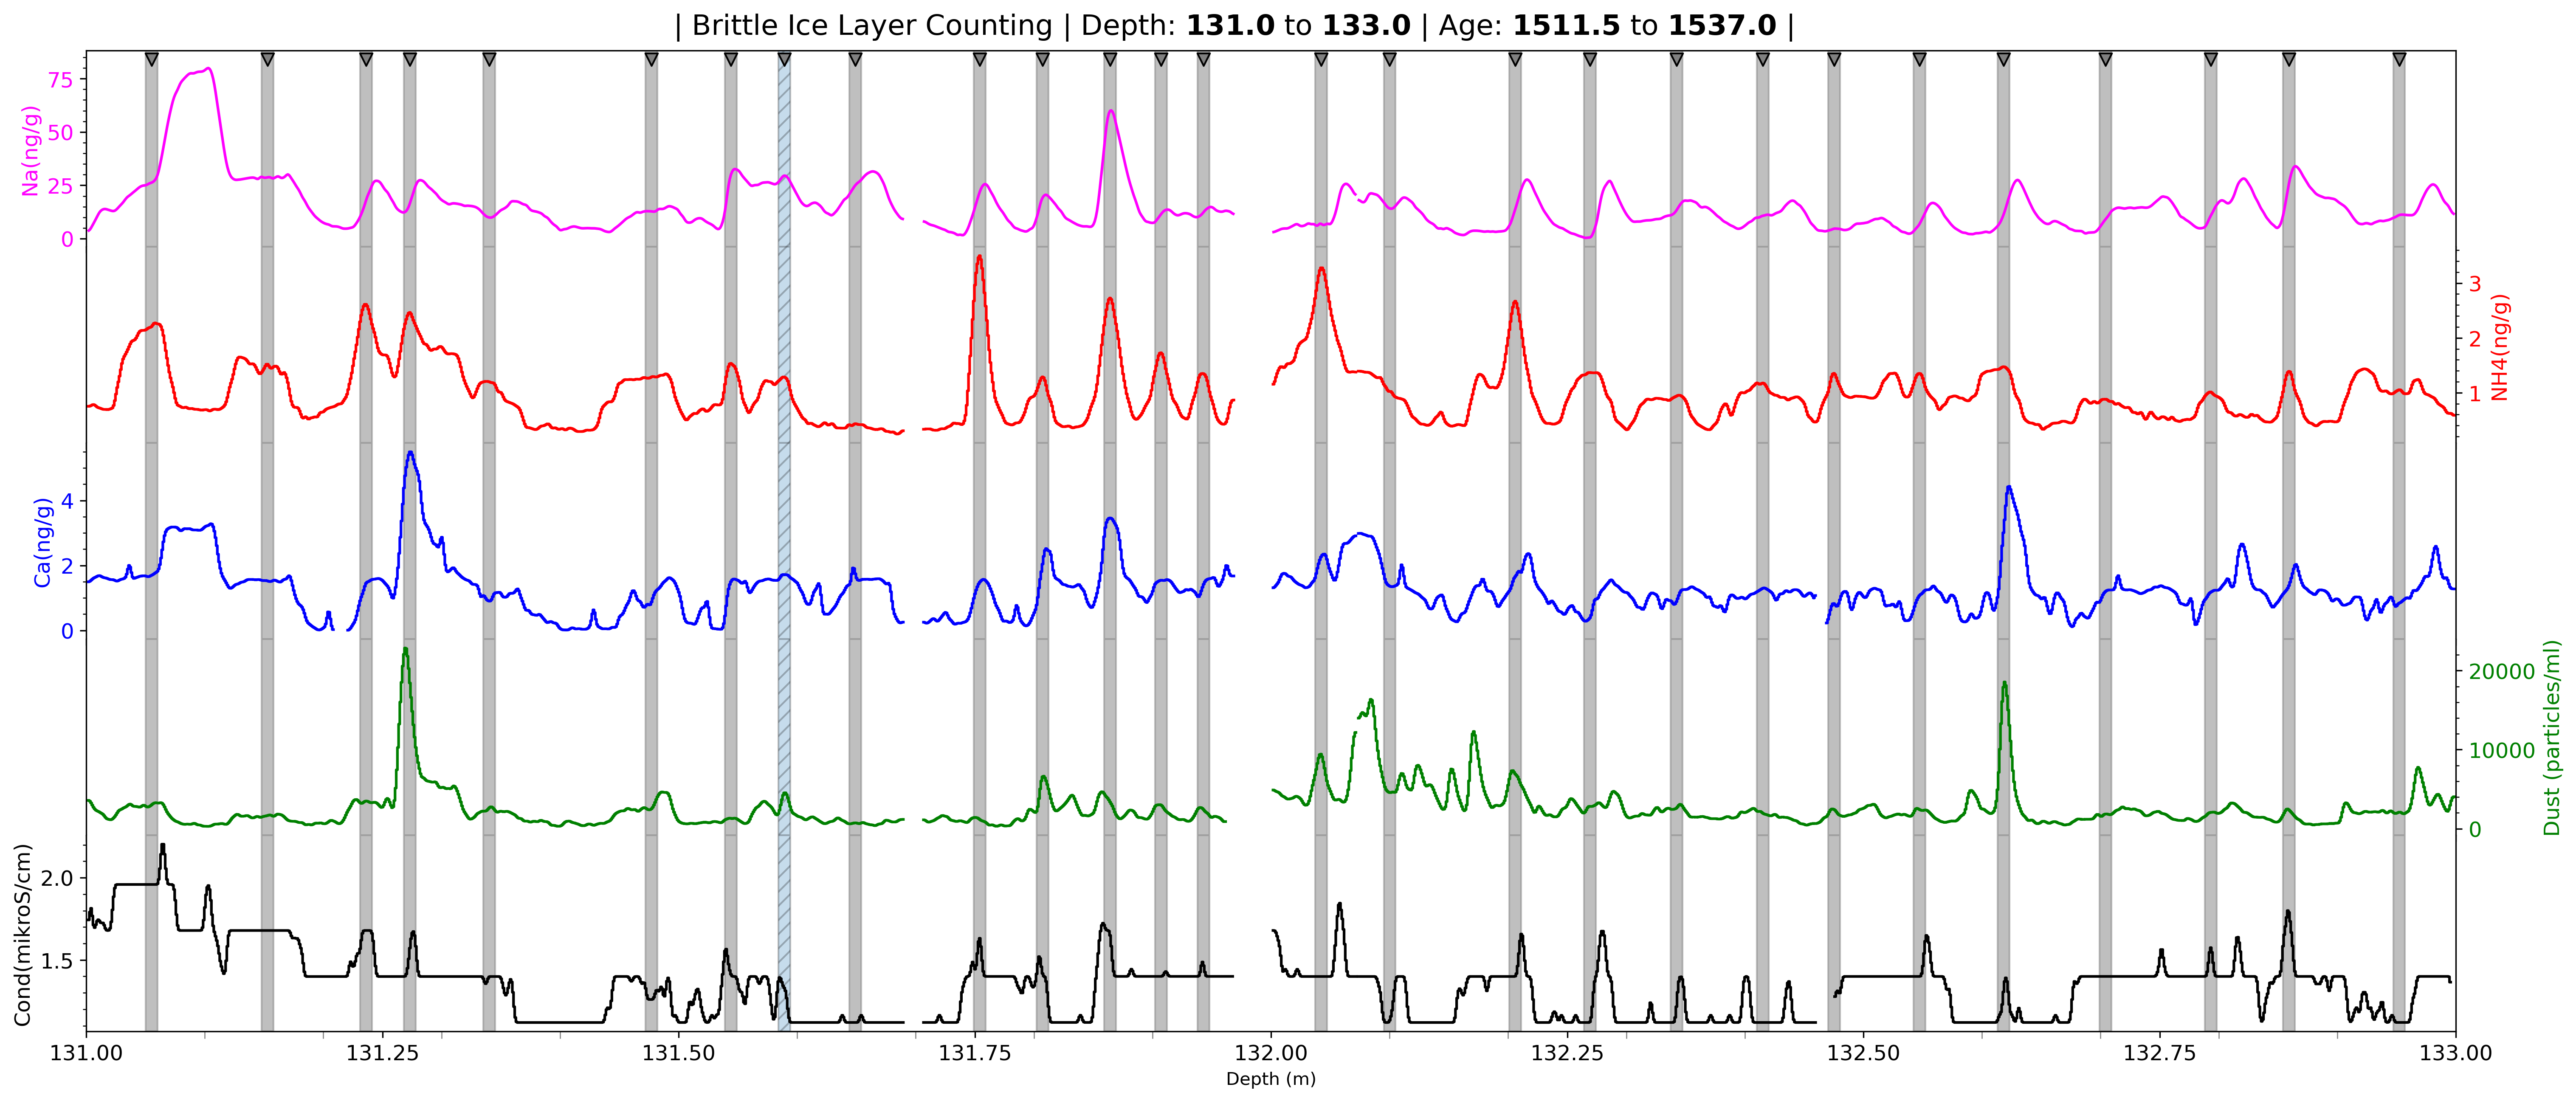 | Brittle Ice Layer Counting | Depth: 131.0 to 133.0 | Age: 1511.5 to 1537.0 |
75
50
25
0
Na(ng/g)
3
2
1
NH4(ng/g)
4
2
0
Ca(ng/g)
20000
10000
0
Dust (particles/ml)
2.0
1.5
Cond(mikroS/cm)
131.00 131.25 131.50 131.75 132.00 132.25 132.50 132.75 133.00
Depth (m)